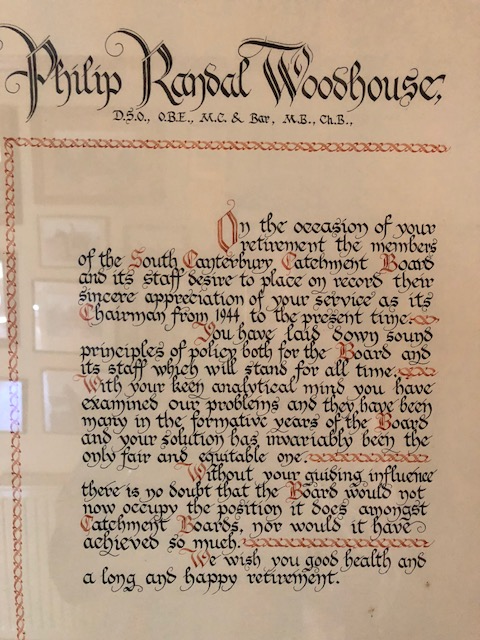 Philip Randal Woodhouse,
D.S.O., O.B.E., M.C. & Bar, M.B., Ch.B.,
On the occasion of your
retirement the members
of the South Canterbury Catchment Board
and its staff desire to place on record their
sincere appreciation of your service as its
Chairman from 1944, to the present time.
You have laid down sound
principles of policy both for the Board and
its staff which will stand for all time.
With your keen analytical mind you have
examined our problems and they, have been
many in the formative years of the Board
and your solution has invariably been the
only fair and equitable one.
Without your guiding influence
there is no doubt that the Board would not
now occupy the position it does amongst
Catchment Boards, nor would it have
achieved so much.
We wish you good health and
a long and happy retirement.